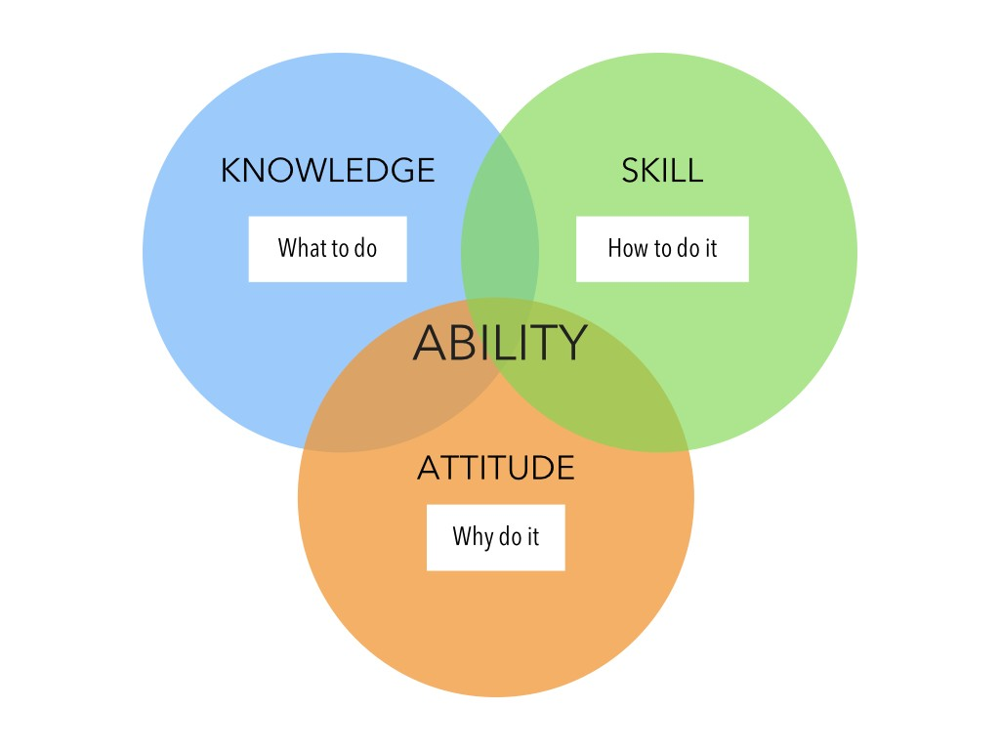 KNOWLEDGE
SKILL
What to do
How to do it
ABILITY
ATTITUDE
Why do it